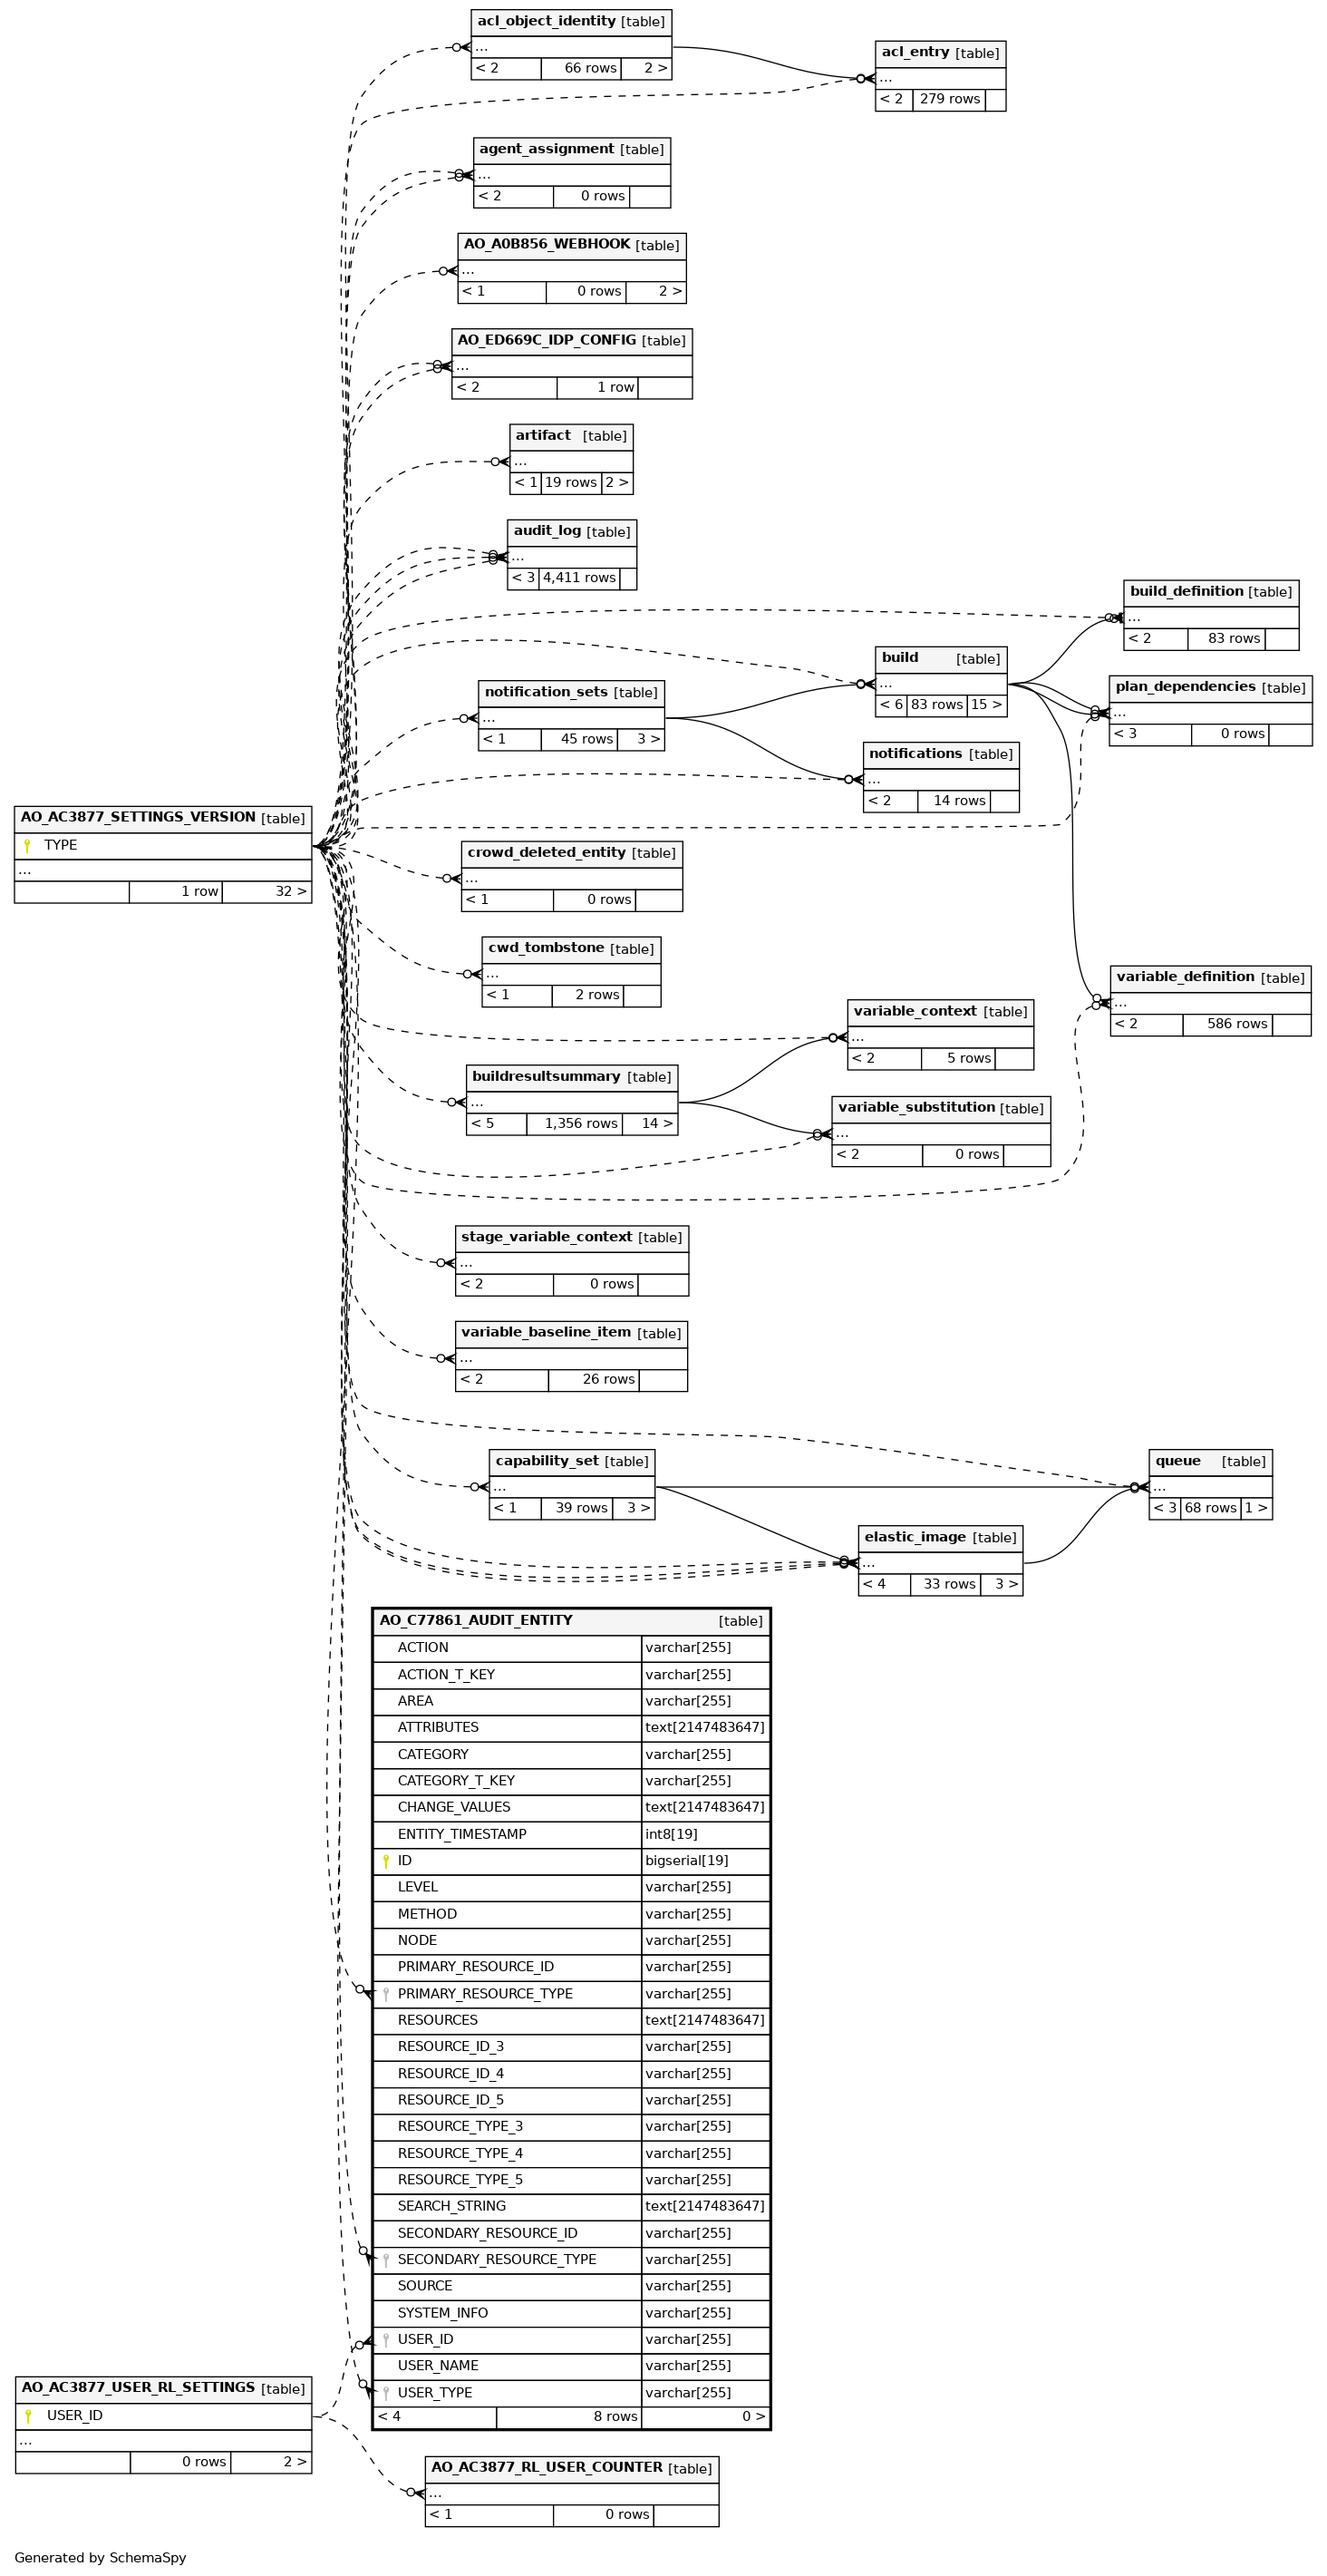 acl_object_identity [table]
...
< 2 66 rows 2 >
acl_entry [table]
...
< 2 279 rows
agent_assignment [table]
...
< 2 0 rows
AO_A0B856_WEBHOOK [table]
...
< 1 0 rows 2 >
AO_ED669C_IDP_CONFIG [table]
...
< 2 1 row
artifact [table]
...
< 1 19 rows 2 >
audit_log [table]
...
< 3 4,411 rows
build_definition [table]
...
< 2 83 rows
build [table]
...
< 6 83 rows 15 >
plan_dependencies [table]
...
< 3 0 rows
notification_sets [table]
...
< 1 45 rows 3 >
notifications [table]
...
< 2 14 rows
AO_AC3877_SETTINGS_VERSION [table]
TYPE
...
1 row 32 >
crowd_deleted_entity [table]
...
< 1 0 rows
cwd_tombstone [table]
...
< 1 2 rows
variable_definition [table]
...
< 2 586 rows
variable_context [table]
...
< 2 5 rows
buildresultsummary [table]
...
< 5 1,356 rows 14 >
variable_substitution [table]
...
< 2 0 rows
stage_variable_context [table]
...
< 2 0 rows
variable_baseline_item [table]
...
< 2 26 rows
capability_set [table]
...
< 1 39 rows 3 >
queue [table]
...
< 3 68 rows 1 >
elastic_image [table]
...
< 4 33 rows 3 >
AO_C77861_AUDIT_ENTITY [table]
ACTION varchar[255]
ACTION_T_KEY varchar[255]
AREA varchar[255]
ATTRIBUTES text[2147483647]
CATEGORY varchar[255]
CATEGORY_T_KEY varchar[255]
CHANGE_VALUES text[2147483647]
ENTITY_TIMESTAMP int8[19]
ID bigserial[19]
LEVEL varchar[255]
METHOD varchar[255]
NODE varchar[255]
PRIMARY_RESOURCE_ID varchar[255]
PRIMARY_RESOURCE_TYPE varchar[255]
RESOURCES text[2147483647]
RESOURCE_ID_3 varchar[255]
RESOURCE_ID_4 varchar[255]
RESOURCE_ID_5 varchar[255]
RESOURCE_TYPE_3 varchar[255]
RESOURCE_TYPE_4 varchar[255]
RESOURCE_TYPE_5 varchar[255]
SEARCH_STRING text[2147483647]
SECONDARY_RESOURCE_ID varchar[255]
SECONDARY_RESOURCE_TYPE varchar[255]
SOURCE varchar[255]
SYSTEM_INFO varchar[255]
USER_ID varchar[255]
USER_NAME varchar[255]
USER_TYPE varchar[255]
< 4 8 rows 0 >
AO_AC3877_USER_RL_SETTINGS [table]
USER_ID
...
0 rows 2 >
AO_AC3877_RL_USER_COUNTER [table]
...
< 1 0 rows
Generated by SchemaSpy